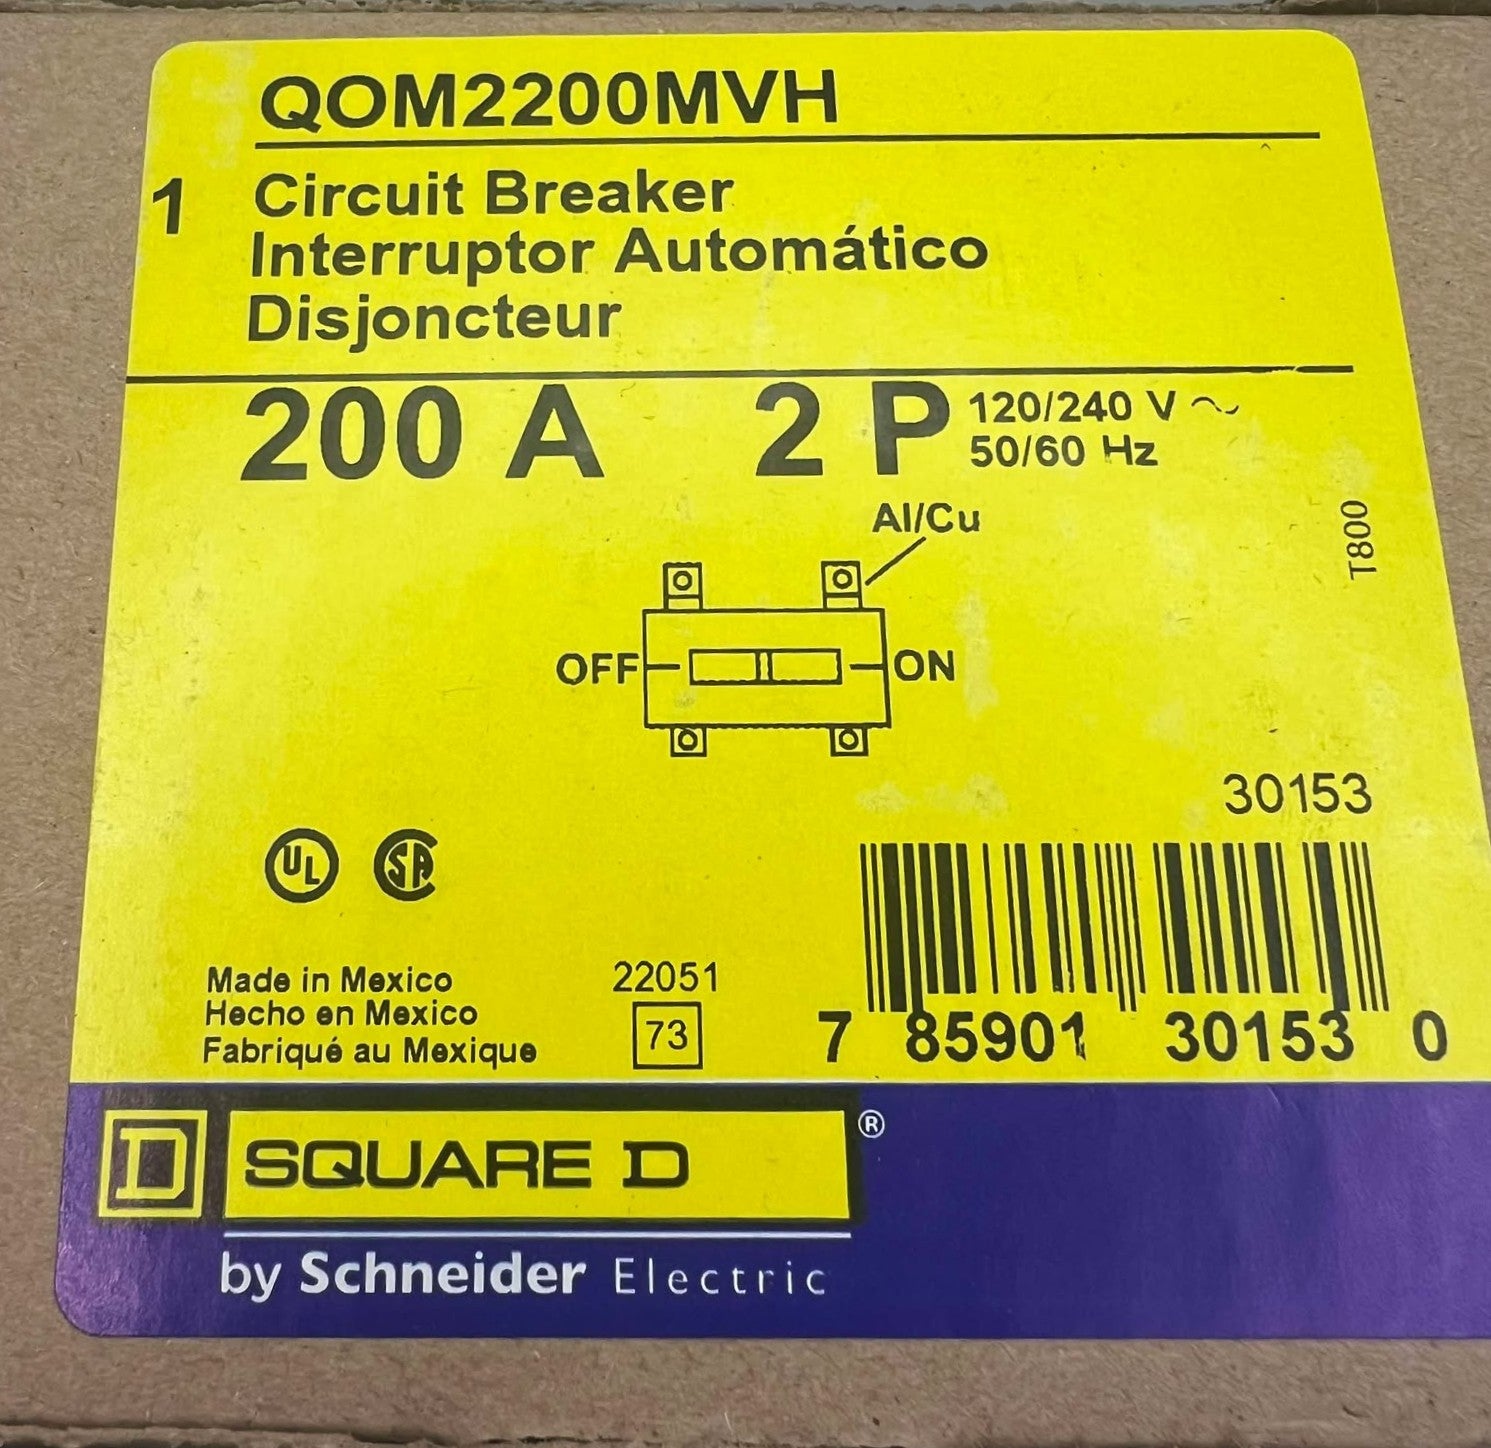 QOM2200MVH
1 Circuit Breaker
Interruptor Automático
Disjoncteur
200 A 2 P 120/240 V ~
50/60 Hz
Al/Cu
T800
OFF ON
30153
UL SA
Made in Mexico 22051
Hecho en Mexico
Fabriqué au Mexique 73
7 85901 30153 0
D SQUARE D ®
by Schneider Electric